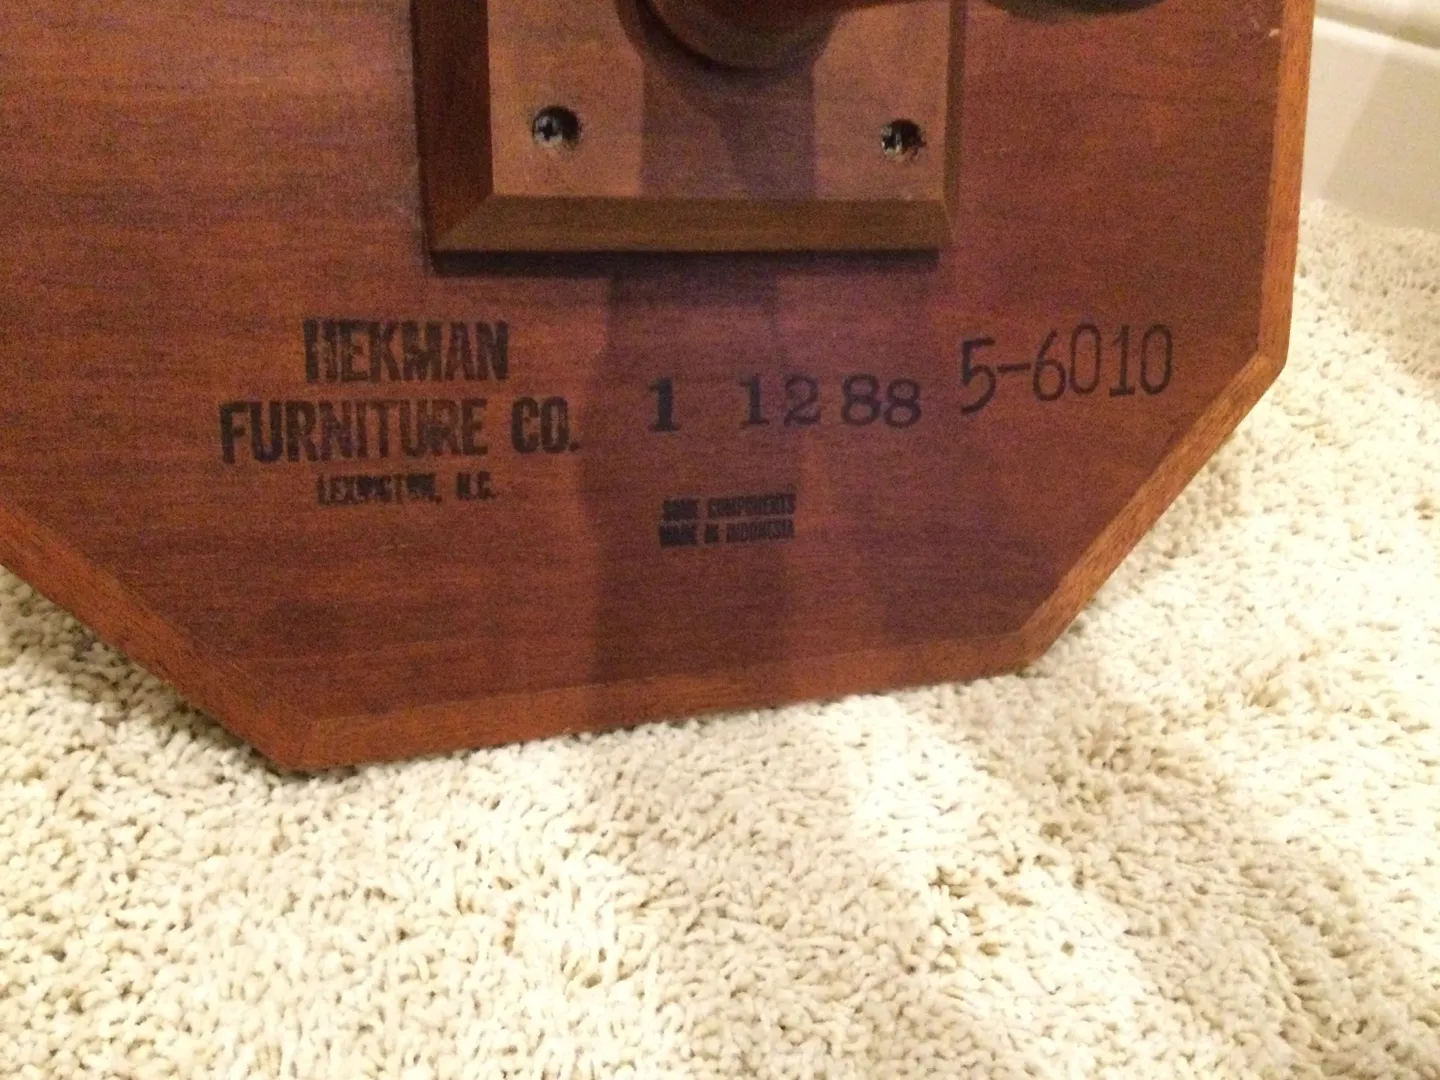 HEKMAN
FURNITURE CO.
LEXINGTON, N.C.
1 12 88
5-6010
SOME COMPONENTS
MADE IN INDONESIA